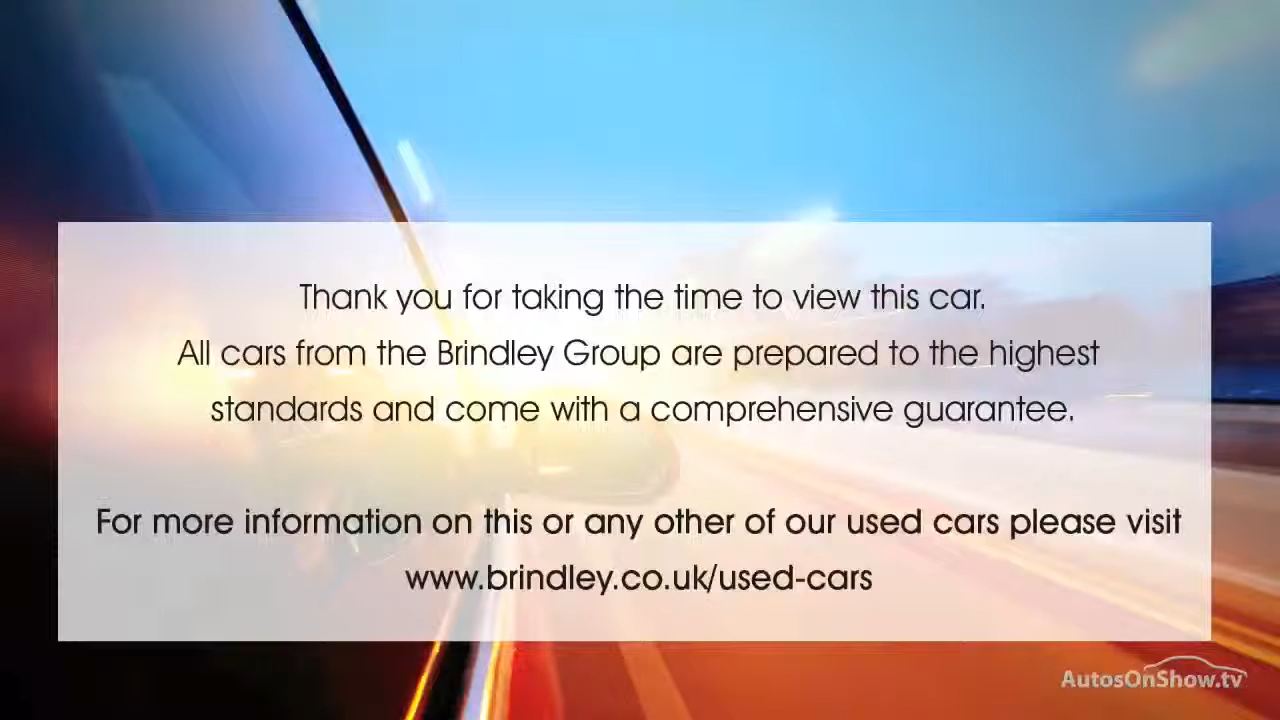 Thank you for taking the time to view this car.
All cars from the Brindley Group are prepared to the highest
standards and come with a comprehensive guarantee.
For more information on this or any other of our used cars please visit
www.brindley.co.uk/used-cars
AutosOnShow.tv